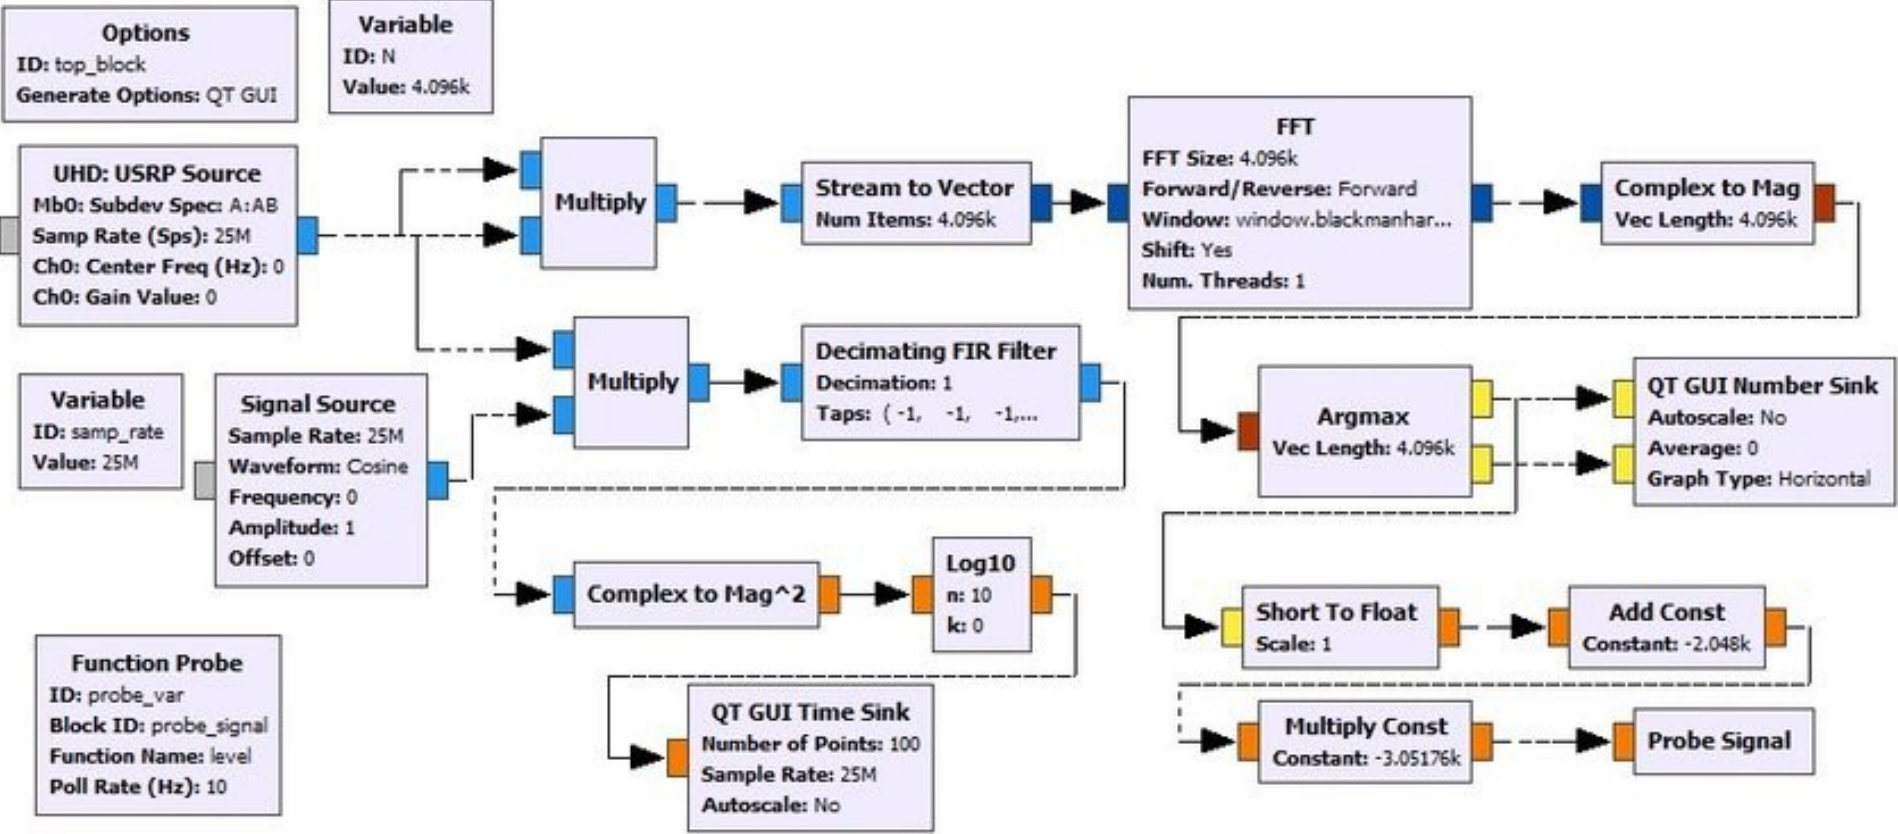 Options
ID: top_block
Generate Options: QT GUI
Variable
ID: N
Value: 4.096k
UHD: USRP Source
Mb0: Subdev Spec: A:AB
Samp Rate (Sps): 25M
Ch0: Center Freq (Hz): 0
Ch0: Gain Value: 0
Multiply
Stream to Vector
Num Items: 4.096k
FFT
FFT Size: 4.096k
Forward/Reverse: Forward
Window: window.blackmanhar...
Shift: Yes
Num. Threads: 1
Complex to Mag
Vec Length: 4.096k
Variable
ID: samp_rate
Value: 25M
Signal Source
Sample Rate: 25M
Waveform: Cosine
Frequency: 0
Amplitude: 1
Offset: 0
Multiply
Decimating FIR Filter
Decimation: 1
Taps: ( -1, -1, -1,...
Argmax
Vec Length: 4.096k
QT GUI Number Sink
Autoscale: No
Average: 0
Graph Type: Horizontal
Complex to Mag^2
Log10
n: 10
k: 0
Short To Float
Scale: 1
Add Const
Constant: -2.048k
Function Probe
ID: probe_var
Block ID: probe_signal
Function Name: level
Poll Rate (Hz): 10
QT GUI Time Sink
Number of Points: 100
Sample Rate: 25M
Autoscale: No
Multiply Const
Constant: -3.05176k
Probe Signal